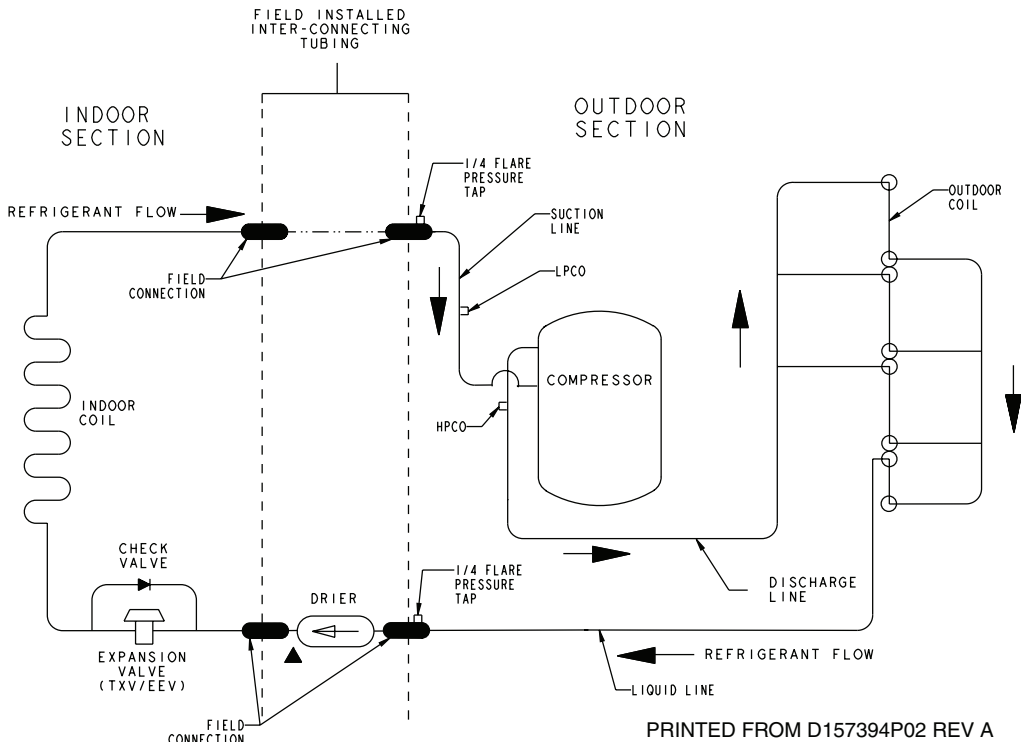 FIELD INSTALLED
INTER-CONNECTING
TUBING
INDOOR
SECTION
OUTDOOR
SECTION
1/4 FLARE
PRESSURE
TAP
OUTDOOR
COIL
REFRIGERANT FLOW
SUCTION
LINE
FIELD
CONNECTION
LPCO
COMPRESSOR
INDOOR
COIL
HPCO
CHECK
VALVE
1/4 FLARE
PRESSURE
TAP
DRIER
DISCHARGE
LINE
EXPANSION
VALVE
(TXV/EEV)
REFRIGERANT FLOW
LIQUID LINE
FIELD
CONNECTION
PRINTED FROM D157394P02 REV A